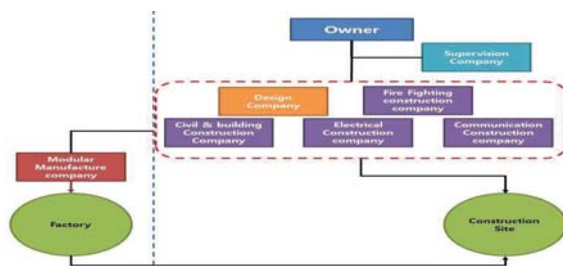 Owner
Supervision
Company
Design
Company
Fire Fighting
construction
company
Civil & building
Construction
Company
Electrical
Construction
company
Communication
Construction
company
Modular
Manufacture
company
Factory
Construction
Site